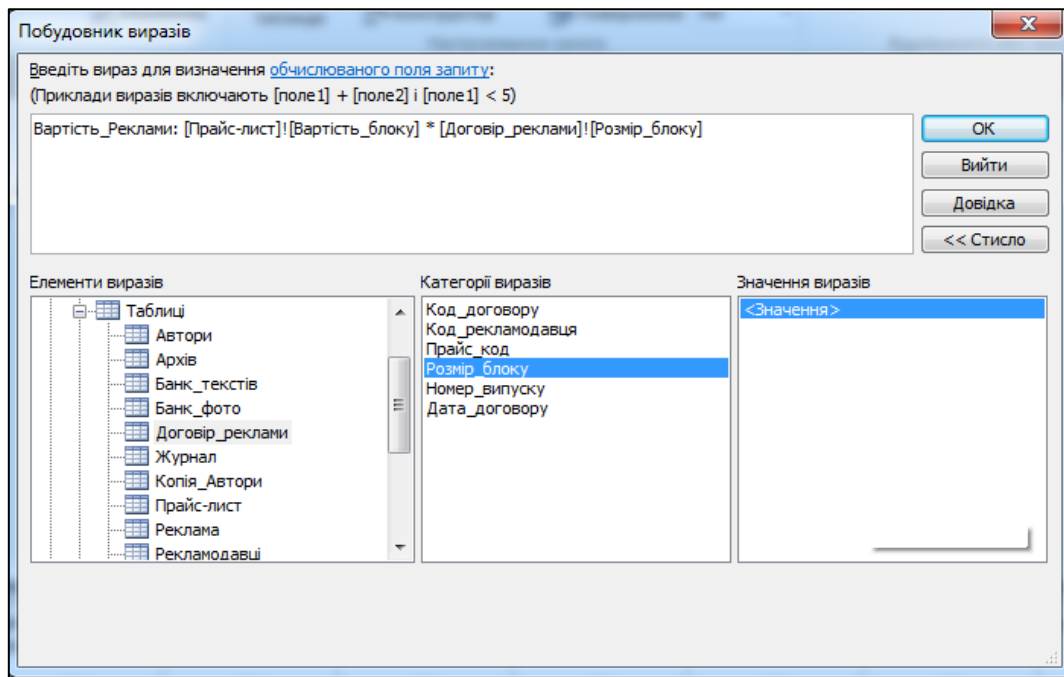 Побудовник виразів
Введіть вираз для визначення обчислюваного поля запиту:
(Приклади виразів включають [поле1] + [поле2] і [поле1] < 5)
Вартість_Реклами: [Прайс-лист]![Вартість_блоку] * [Договір_реклами]![Розмір_блоку]
ОК
Вийти
Довідка
<< Стисло
Елементи виразів
Таблиці
Автори
Архів
Банк_текстів
Банк_фото
Договір_реклами
Журнал
Копія_Автори
Прайс-лист
Реклама
Рекламодавці
Категорії виразів
Код_договору
Код_рекламодавця
Прайс_код
Розмір_блоку
Номер_випуску
Дата_договору
Значення виразів
<Значення>